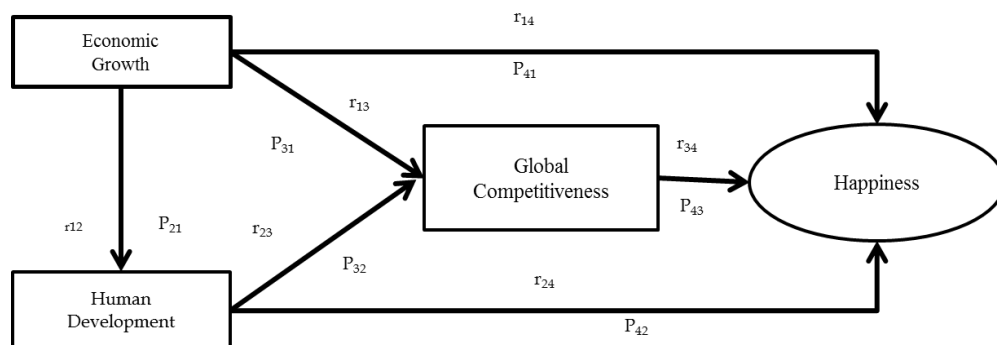 r₁₄
Economic
Growth
P₄₁
r₁₃
P₃₁
Global
Competitiveness
r₃₄
Happiness
P₄₃
r12
P₂₁
r₂₃
P₃₂
r₂₄
Human
Development
P₄₂